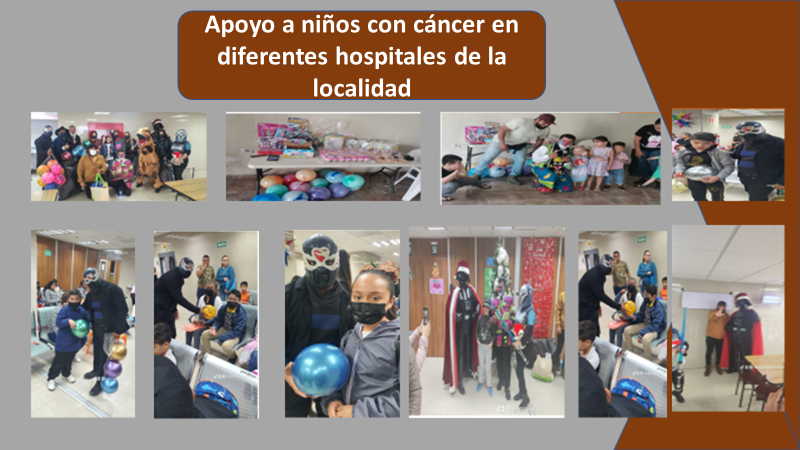 Apoyo a niños con cáncer en
diferentes hospitales de la
localidad